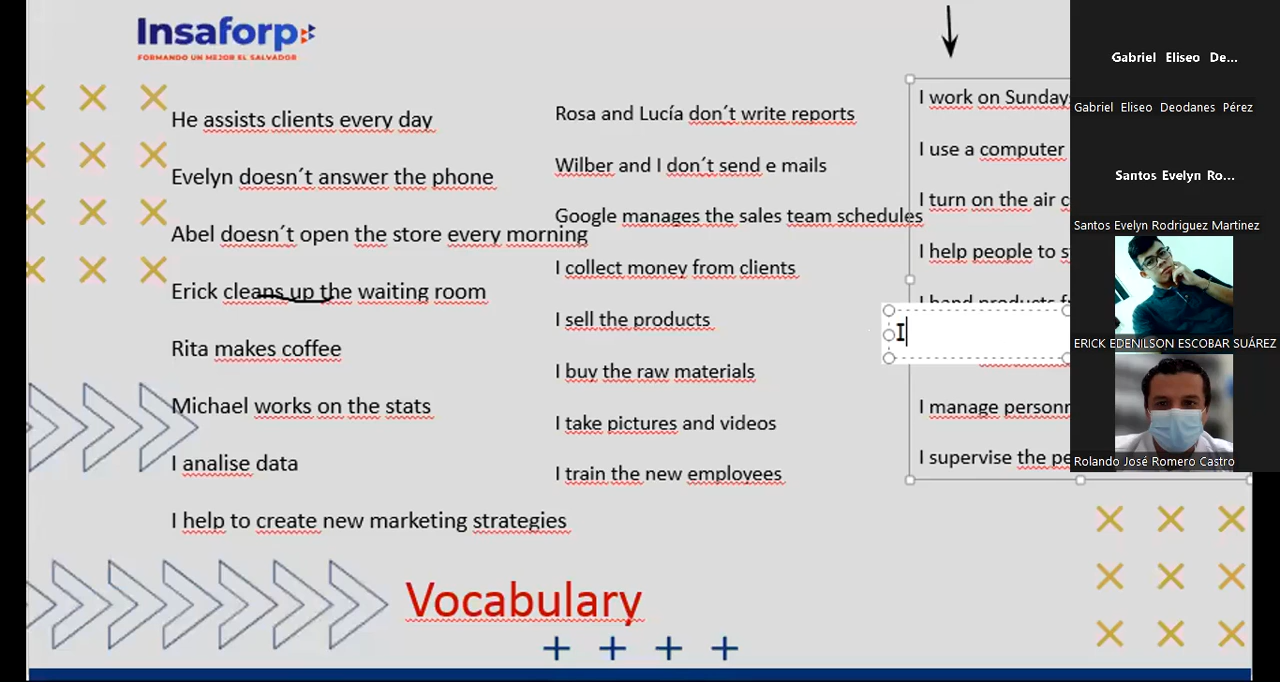 Insaforp
FORMANDO UN MEJOR EL SALVADOR
He assists clients every day
Evelyn doesn´t answer the phone
Abel doesn´t open the store every morning
Erick cleans up the waiting room
Rita makes coffee
Michael works on the stats
I analise data
I help to create new marketing strategies
Rosa and Lucía don´t write reports
Wilber and I don´t send e mails
Google manages the sales team schedules
I collect money from clients
I sell the products
I buy the raw materials
I take pictures and videos
I train the new employees
I work on Sunday
I use a computer
I turn on the air
I help people to
I hand products
I
I manage
I supervise the
Vocabulary
Gabriel Eliseo De...
Gabriel Eliseo Deodanes Pérez
Santos Evelyn Ro...
Santos Evelyn Rodriguez Martinez
ERICK EDENILSON ESCOBAR SUÁREZ
Rolando José Romero Castro